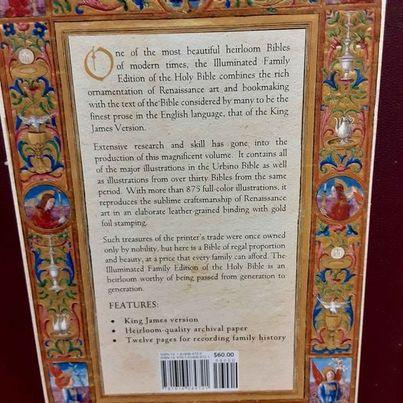 One of the most beautiful heirloom Bibles
of modern times, the Illuminated Family
Edition of the Holy Bible combines the rich
ornamentation of Renaissance art and bookmaking
with the text of the Bible considered by many to be the
finest prose in the English language, that of the King
James Version.
Extensive research and skill has gone into the
production of this magnificent volume. It contains all
of the major illustrations in the Urbino Bible as well
as illustrations from over thirty Bibles from the same
period. With more than 875 full-color illustrations, it
reproduces the sublime craftsmanship of Renaissance
art in an elaborate leather-grained binding with gold
foil stamping.
Such treasures of the printer's trade were once owned
only by nobility, but here is a Bible of regal proportion
and beauty, at a price that every family can afford. The
Illuminated Family Edition of the Holy Bible is an
heirloom worthy of being passed from generation to
generation.
FEATURES:
• King James version
• Heirloom-quality archival paper
• Twelve pages for recording family history
$60.00